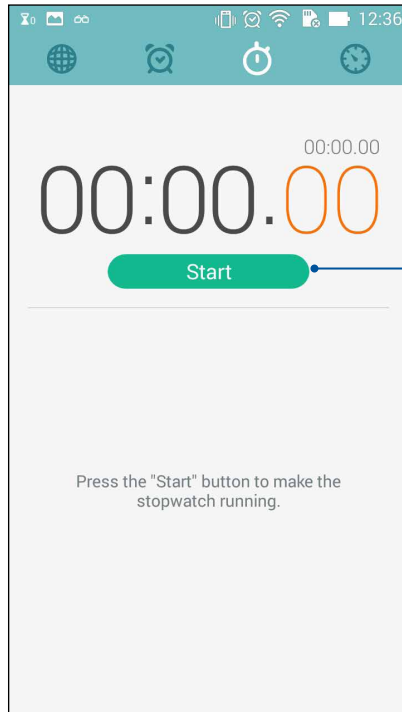 12:36
00:00.00
00:00.00
Start
Press the "Start" button to make the
stopwatch running.